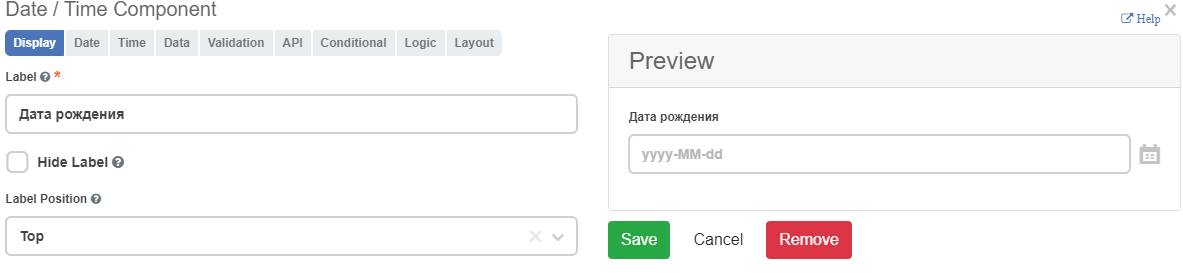 Date / Time Component
Help
Display Date Time Data Validation API Conditional Logic Layout
Label *
Дата рождения
Hide Label
Label Position
Top
Preview
Дата рождения
yyyy-MM-dd
Save Cancel Remove